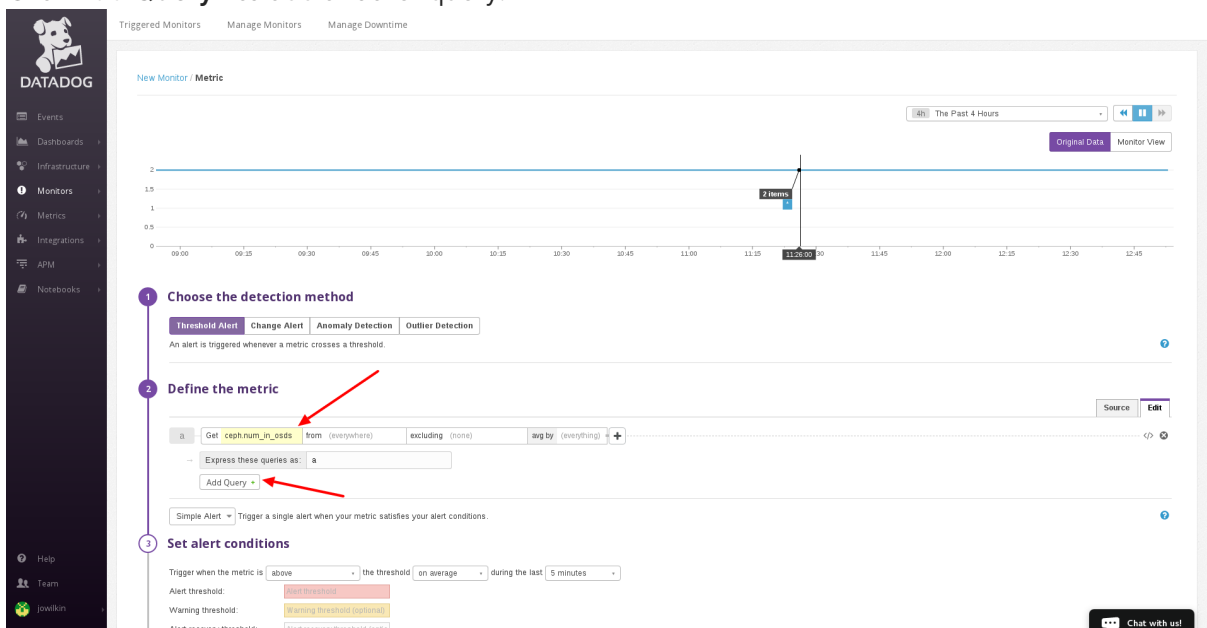 Triggered Monitors Manage Monitors Manage Downtime
DATADOG
Events
Dashboards
Infrastructure
Monitors
Metrics
Integrations
APM
Notebooks
Help
Team
jowilkin
New Monitor / Metric
4h The Past 4 Hours
Original Data Monitor View
2
1.5
1
0.5
0
2 items
*
09:00 09:15 09:30 09:45 10:00 10:15 10:30 10:45 11:00 11:15 11:26:00 30 11:45 12:00 12:15 12:30 12:45
1 Choose the detection method
Threshold Alert Change Alert Anomaly Detection Outlier Detection
An alert is triggered whenever a metric crosses a threshold.
2 Define the metric
Source Edit
a Get ceph.num_in_osds from (everywhere) excluding (none) avg by (everything) + </>
Express these queries as: a
Add Query +
Simple Alert Trigger a single alert when your metric satisfies your alert conditions.
3 Set alert conditions
Trigger when the metric is above the threshold on average during the last 5 minutes
Alert threshold: Alert threshold
Warning threshold: Warning threshold (optional)
Chat with us!